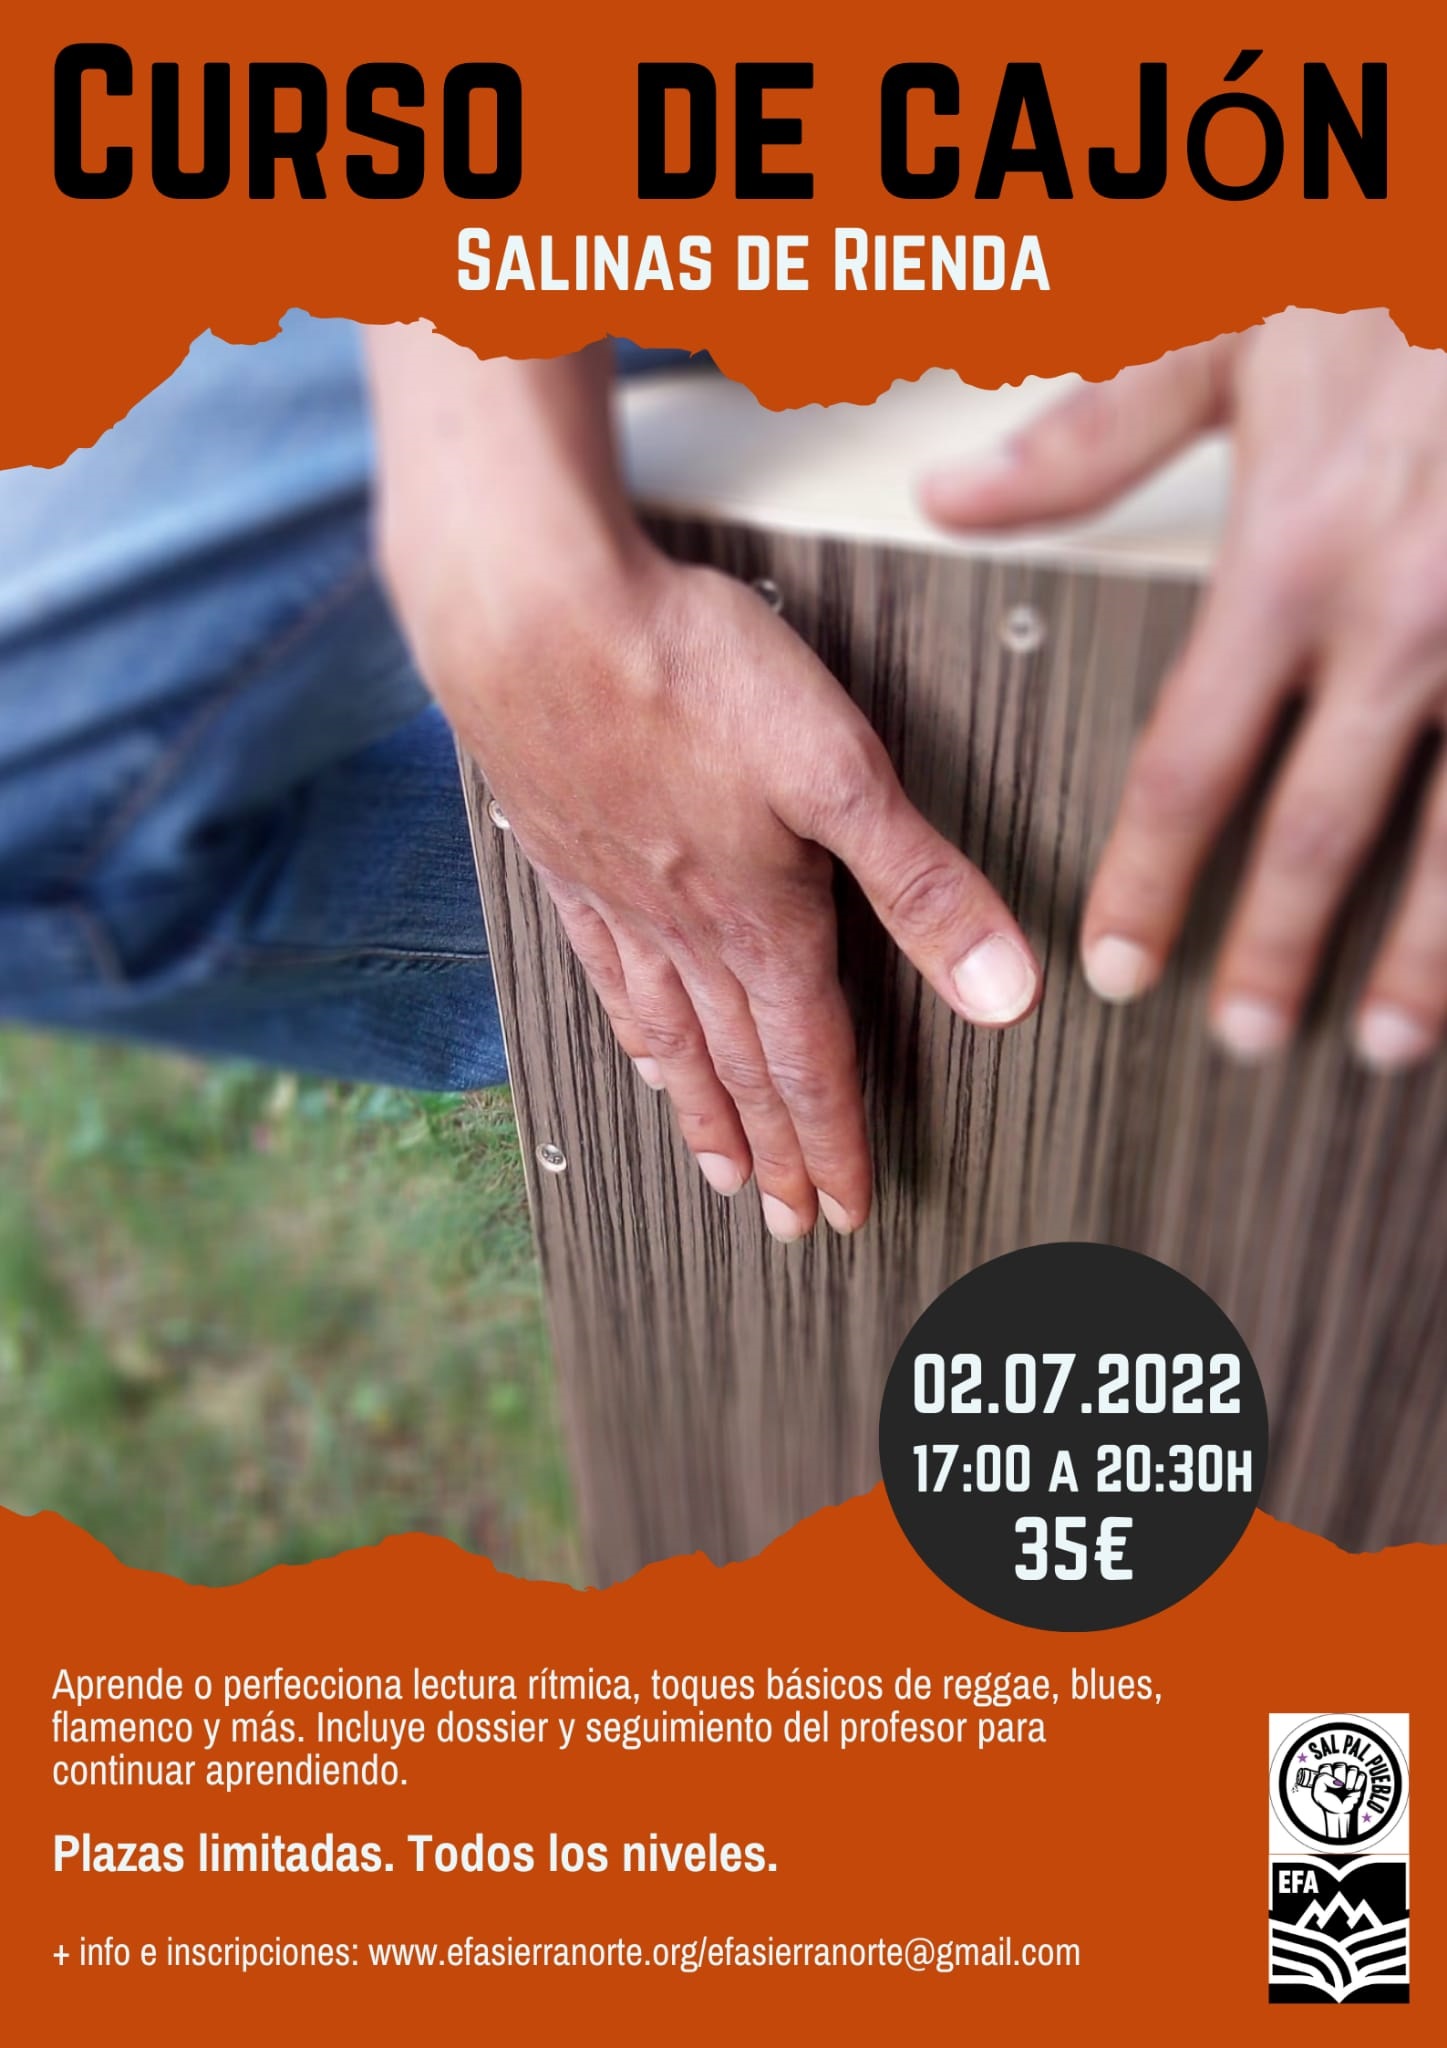 CURSO DE CAJÓN
SALINAS DE RIENDA
02.07.2022
17:00 A 20:30H
35€
Aprende o perfecciona lectura rítmica, toques básicos de reggae, blues,
flamenco y más. Incluye dossier y seguimiento del profesor para
continuar aprendiendo.
Plazas limitadas. Todos los niveles.
+ info e inscripciones: www.efasierranorte.org/efasierranorte@gmail.com
SAL PAL PUEBLO
EFA